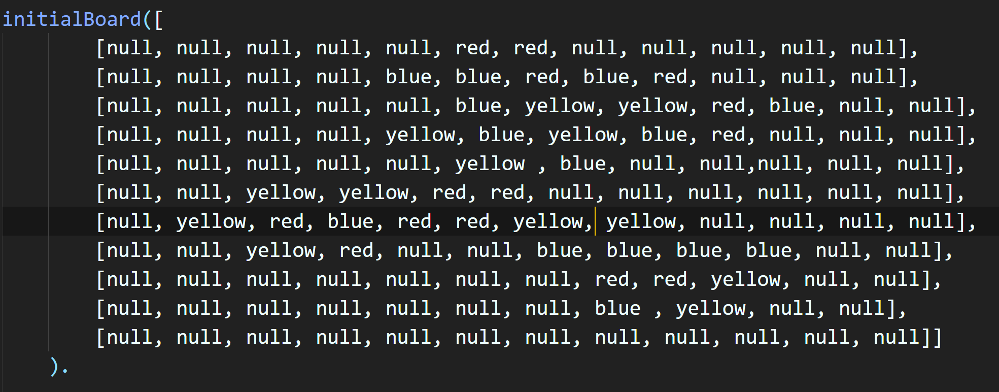 initialBoard([
[null, null, null, null, null, red, red, null, null, null, null, null],
[null, null, null, null, blue, blue, red, blue, red, null, null, null],
[null, null, null, null, null, blue, yellow, yellow, red, blue, null, null],
[null, null, null, null, yellow, blue, yellow, blue, red, null, null, null],
[null, null, null, null, null, yellow , blue, null, null,null, null, null],
[null, null, yellow, yellow, red, red, null, null, null, null, null, null],
[null, yellow, red, blue, red, red, yellow, yellow, null, null, null, null],
[null, null, yellow, red, null, null, blue, blue, blue, blue, null, null],
[null, null, null, null, null, null, null, red, red, yellow, null, null],
[null, null, null, null, null, null, null, blue , yellow, null, null],
[null, null, null, null, null, null, null, null, null, null, null, null]]
).